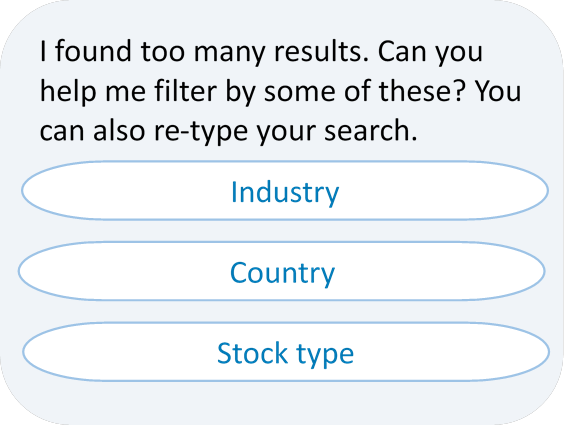 I found too many results. Can you
help me filter by some of these? You
can also re-type your search.
Industry
Country
Stock type